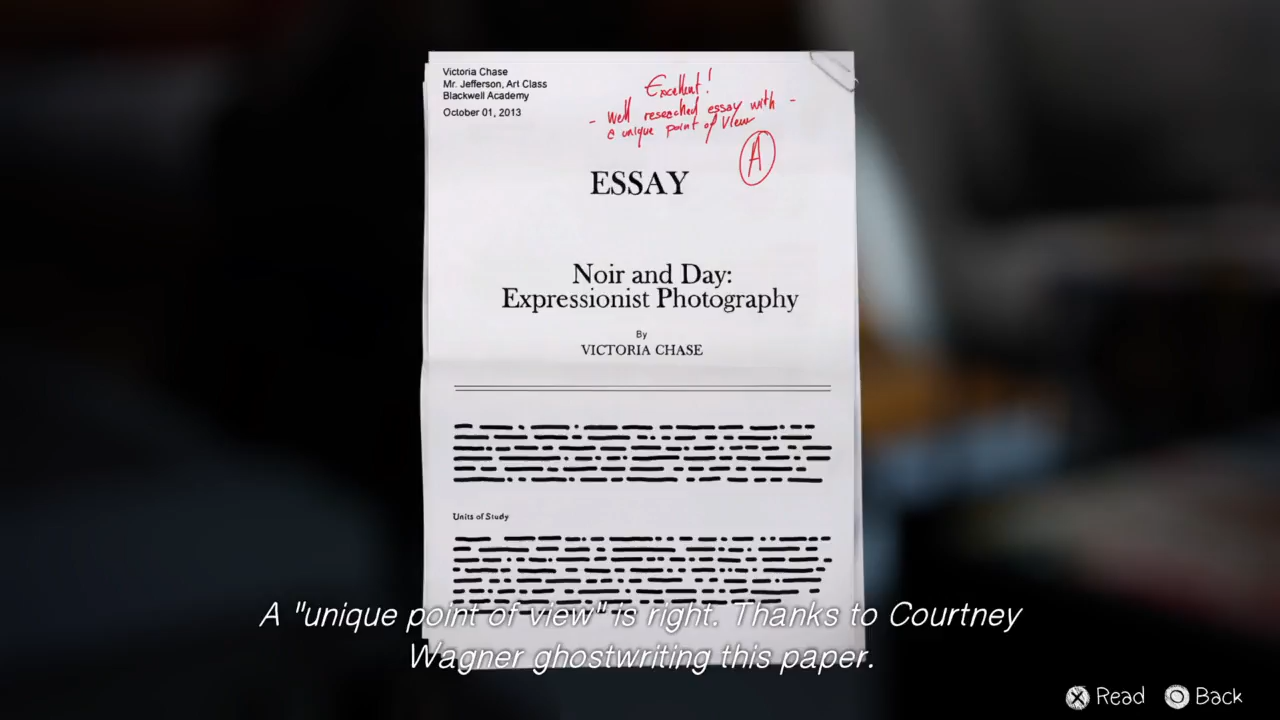 Victoria Chase
Mr. Jefferson, Art Class
Blackwell Academy
October 01, 2013
Excellent!
- Well reseached essay with -
a unique point of View
A
ESSAY
Noir and Day:
Expressionist Photography
By
VICTORIA CHASE
Units of Study
A "unique point of view" is right. Thanks to Courtney
Wagner ghostwriting this paper.
Read Back